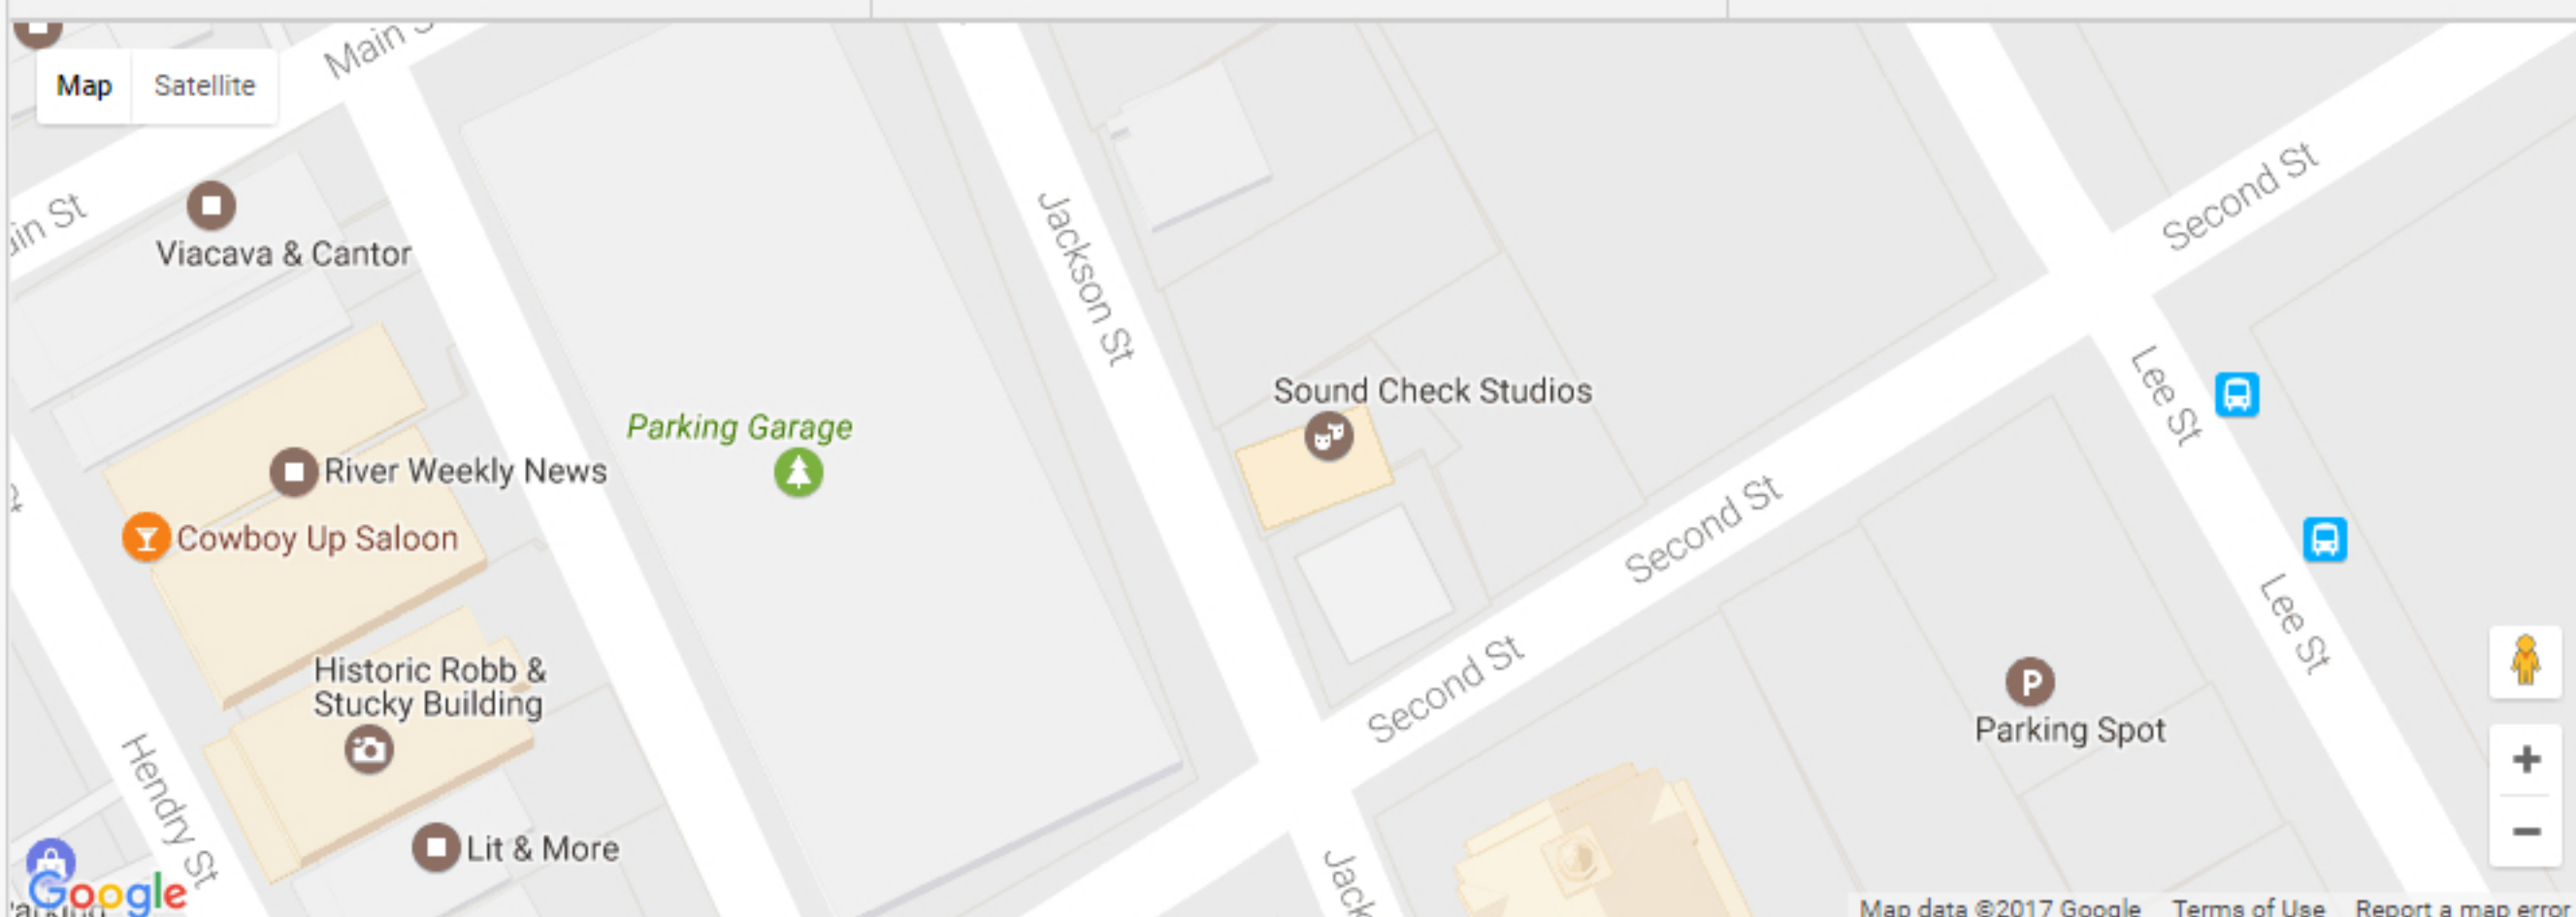 Main S
Map
Satellite
in St
Viacava & Cantor
Jackson St
Second St
Sound Check Studios
Lee St
Parking Garage
River Weekly News
Cowboy Up Saloon
Second St
Lee St
Historic Robb &
Stucky Building
Second St
P
Parking Spot
Hendry St
Lit & More
Jack
Google
Map data ©2017 Google
Terms of Use
Report a map error